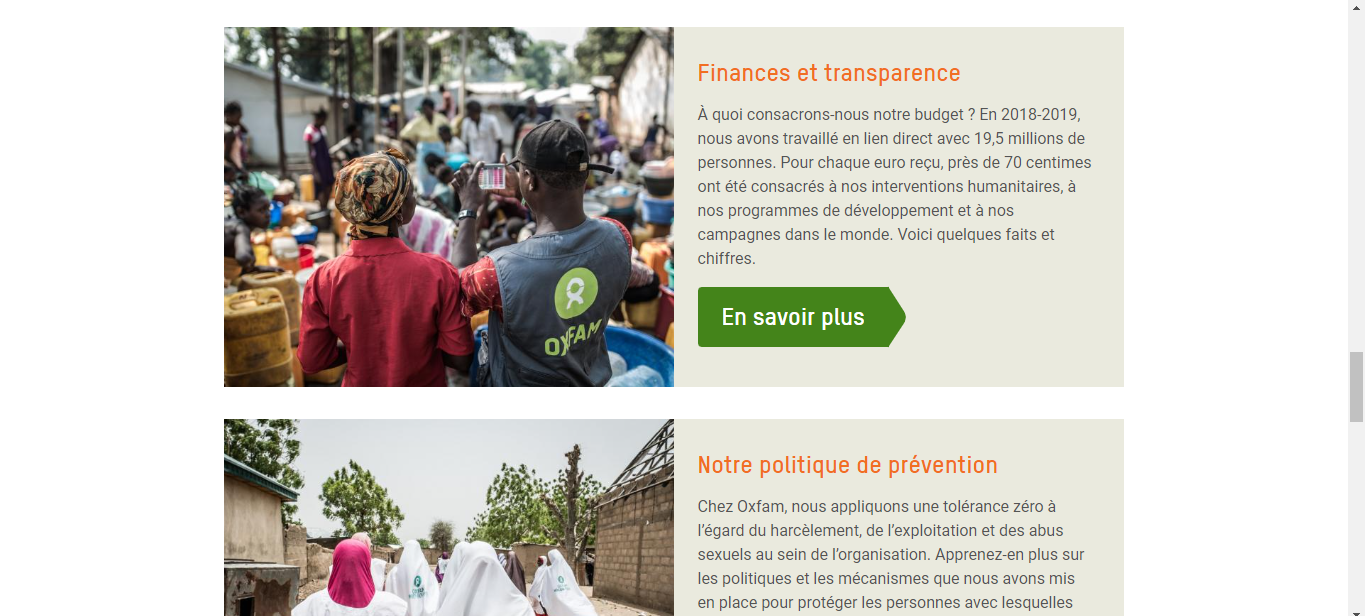 Finances et transparence
À quoi consacrons-nous notre budget ? En 2018-2019,
nous avons travaillé en lien direct avec 19,5 millions de
personnes. Pour chaque euro reçu, près de 70 centimes
ont été consacrés à nos interventions humanitaires, à
nos programmes de développement et à nos
campagnes dans le monde. Voici quelques faits et
chiffres.
En savoir plus
OXFAM
Notre politique de prévention
Chez Oxfam, nous appliquons une tolérance zéro à
l’égard du harcèlement, de l’exploitation et des abus
sexuels au sein de l’organisation. Apprenez-en plus sur
les politiques et les mécanismes que nous avons mis
en place pour protéger les personnes avec lesquelles